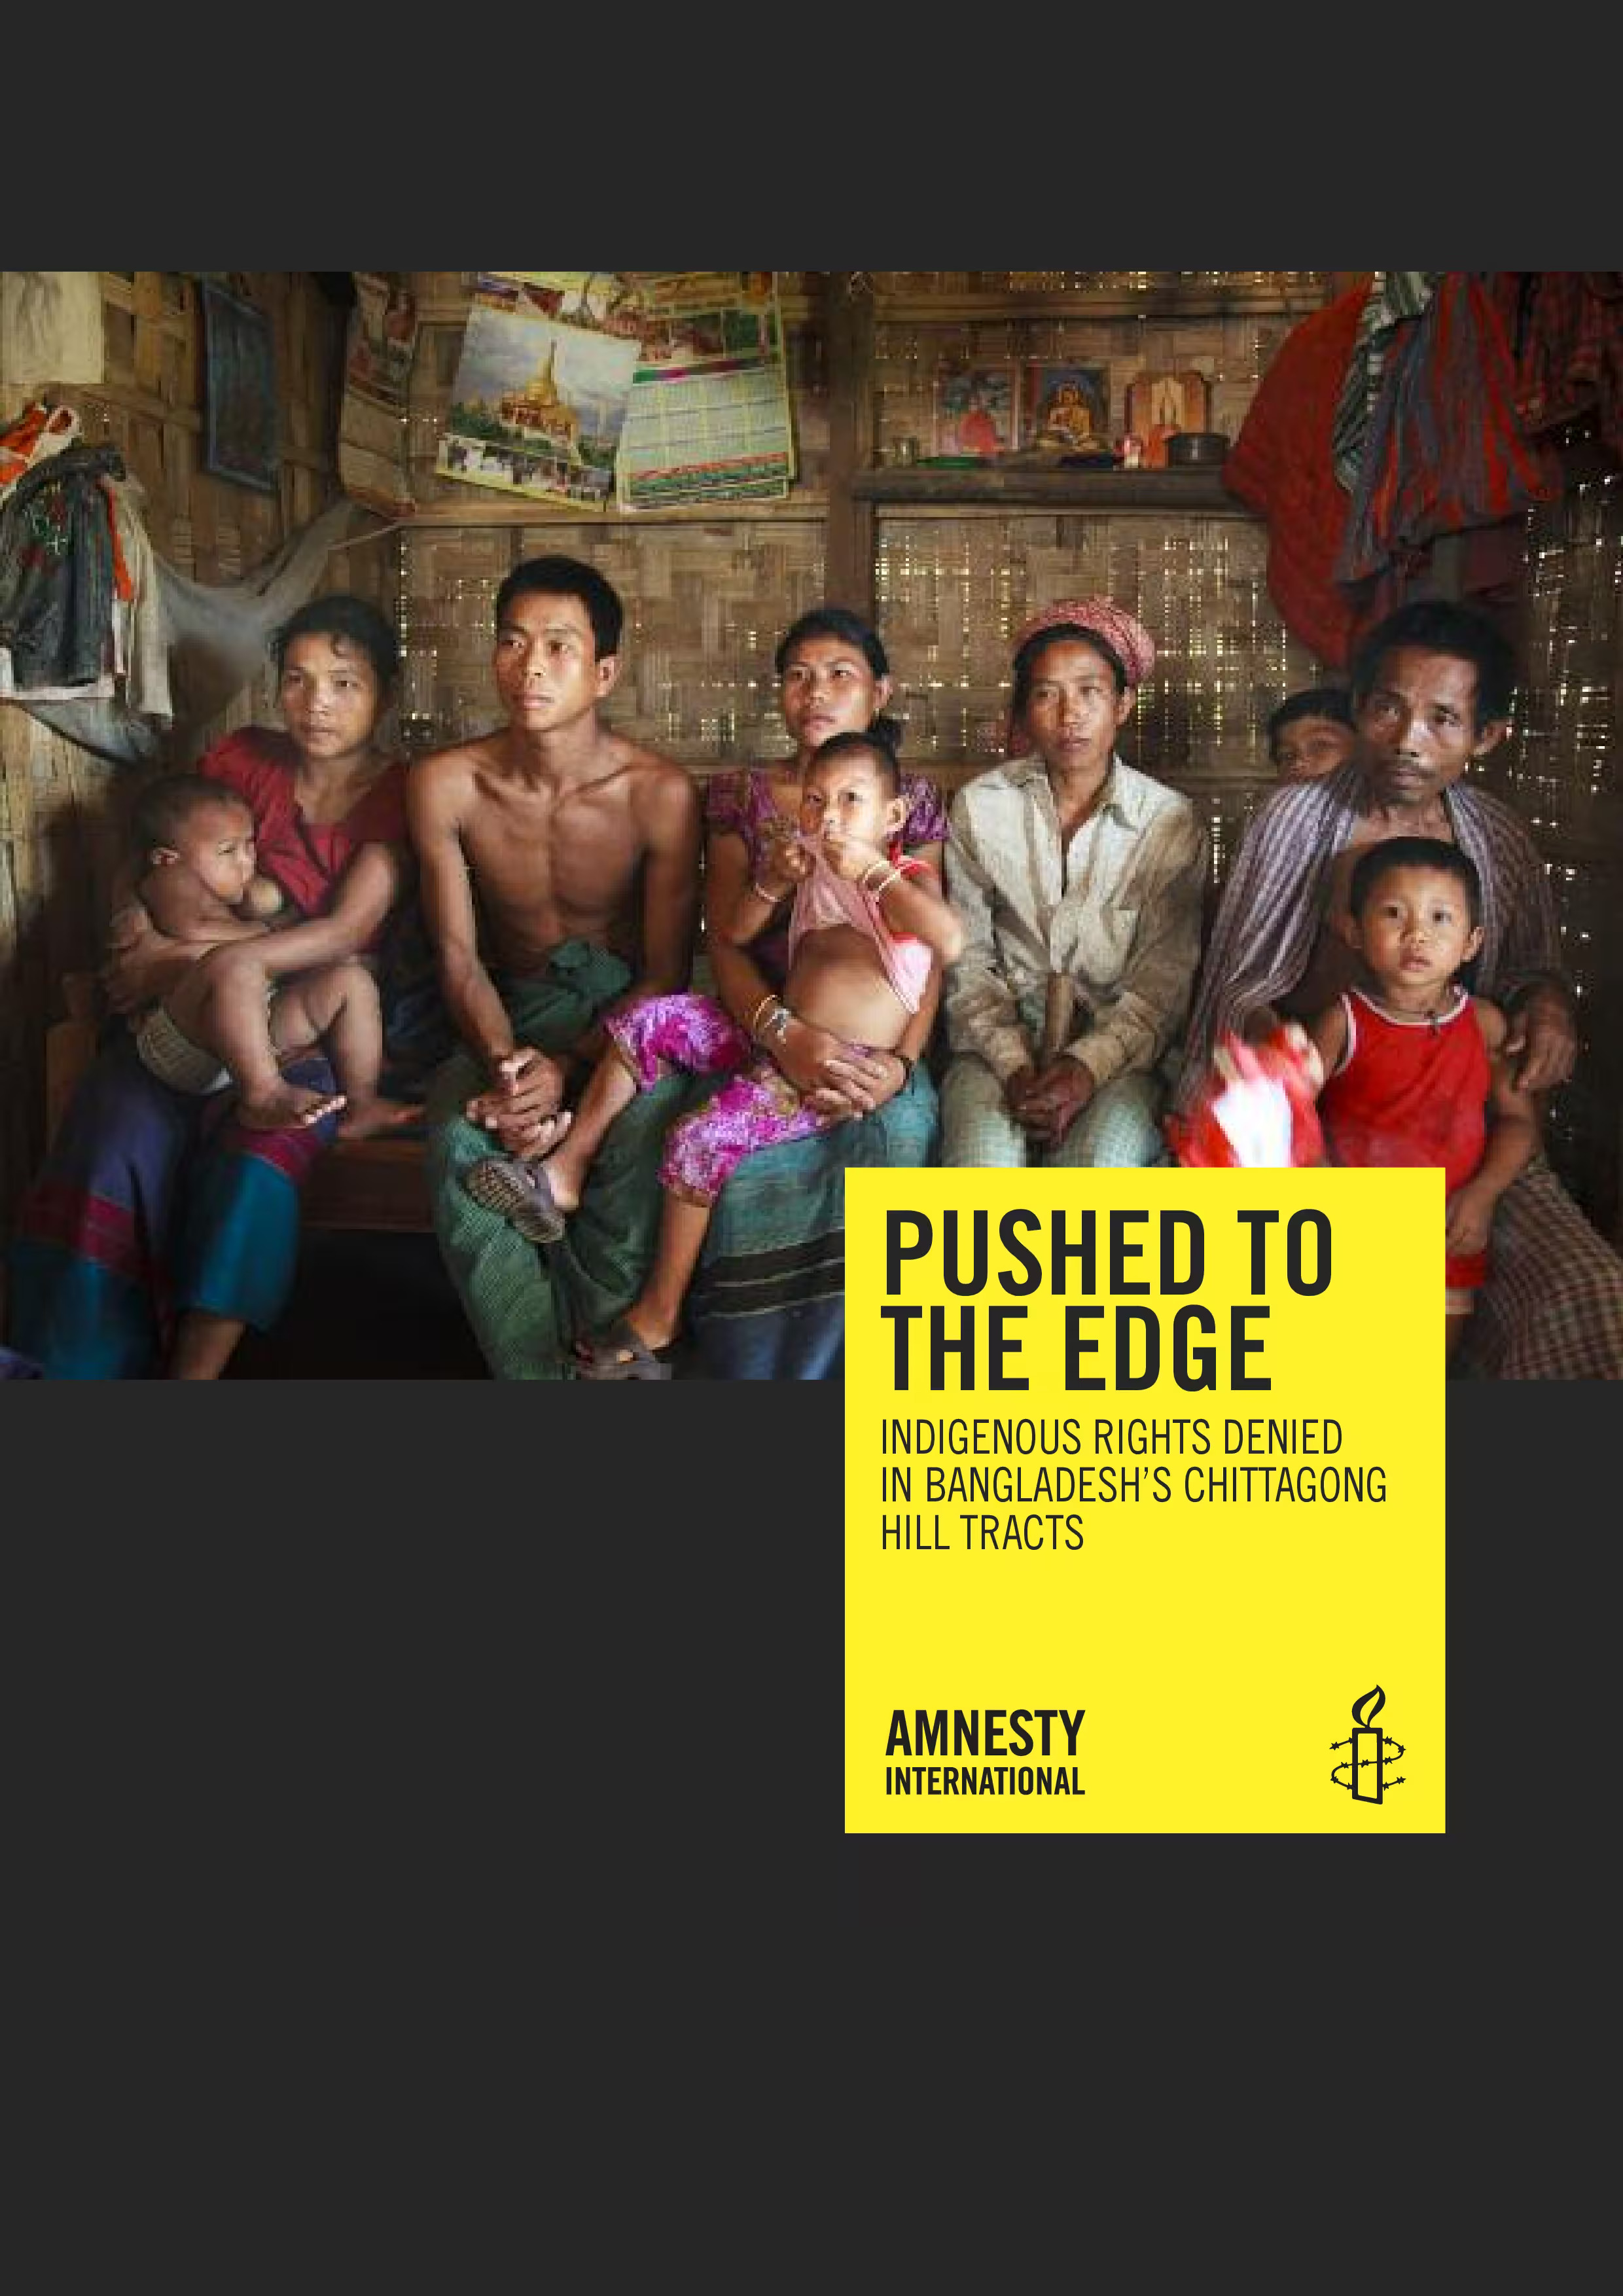 PUSHED TO
THE EDGE
INDIGENOUS RIGHTS DENIED
IN BANGLADESH’S CHITTAGONG
HILL TRACTS
AMNESTY
INTERNATIONAL